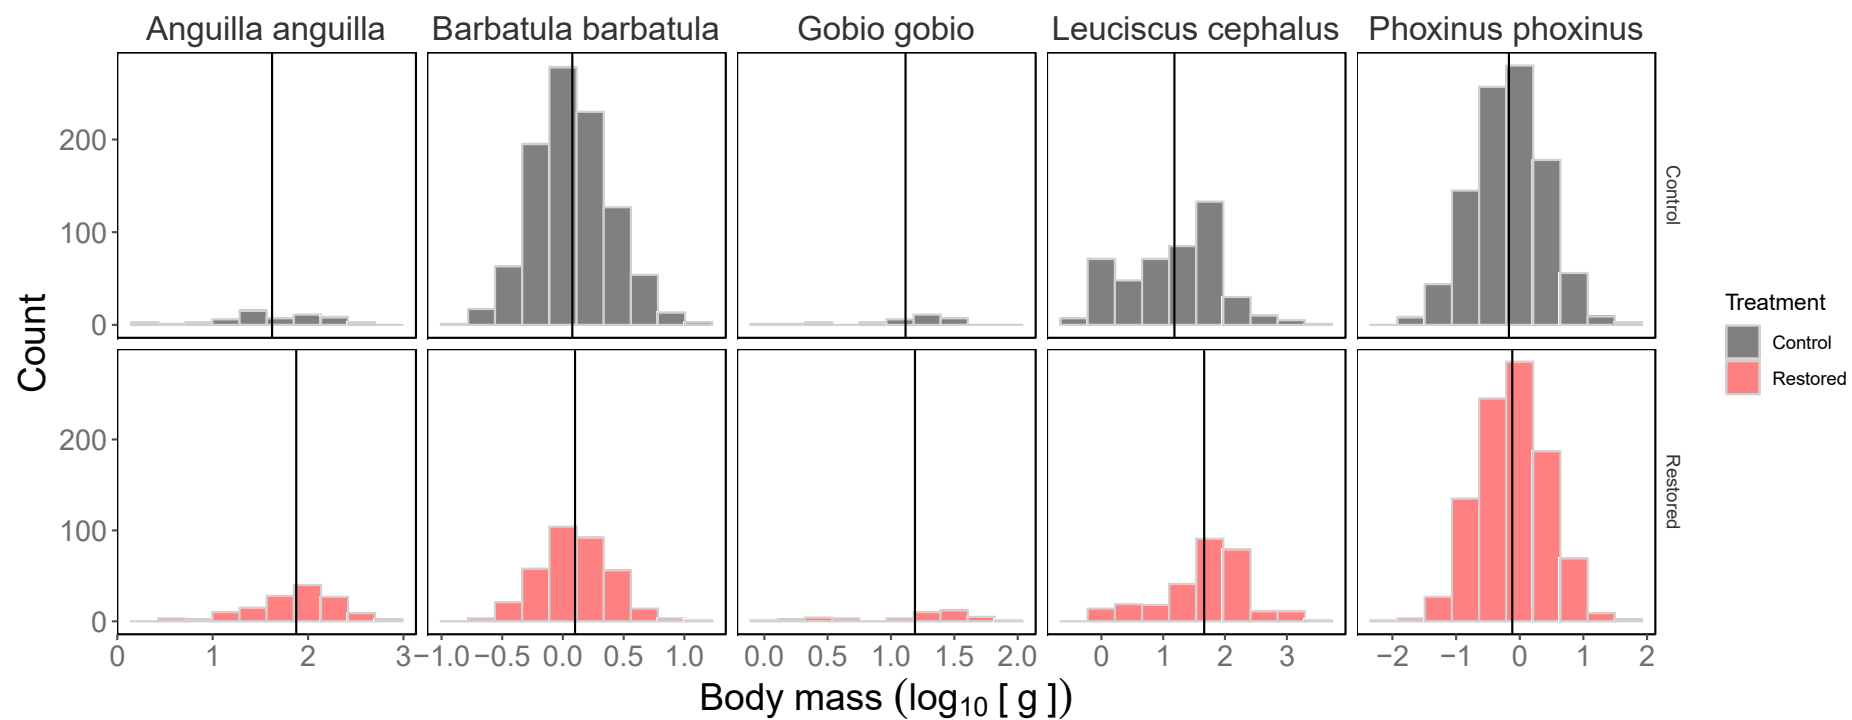 Anguilla anguilla Barbatula barbatula Gobio gobio Leuciscus cephalus Phoxinus phoxinus
200
100
0
Control
200
100
0
Restored
Count
0 1 2 3 −1.0 −0.5 0.0 0.5 1.0 0.0 0.5 1.0 1.5 2.0 0 1 2 3 −2 −1 0 1 2
Body mass (log10 [ g ])
Treatment
Control
Restored